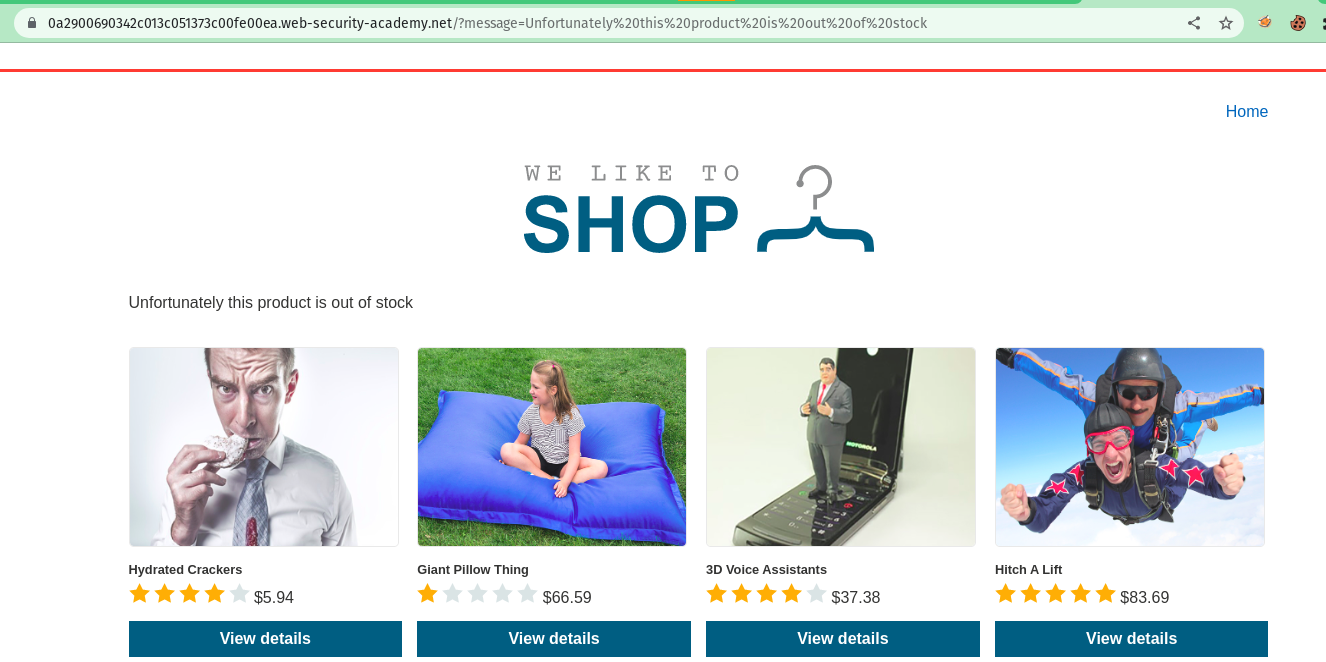 0a2900690342c013c051373c00fe00ea.web-security-academy.net/?message=Unfortunately%20this%20product%20is%20out%20of%20stock
Home
WE LIKE TO
SHOP
Unfortunately this product is out of stock
MOTOROLA
Hydrated Crackers
$5.94
View details
Giant Pillow Thing
$66.59
View details
3D Voice Assistants
$37.38
View details
Hitch A Lift
$83.69
View details